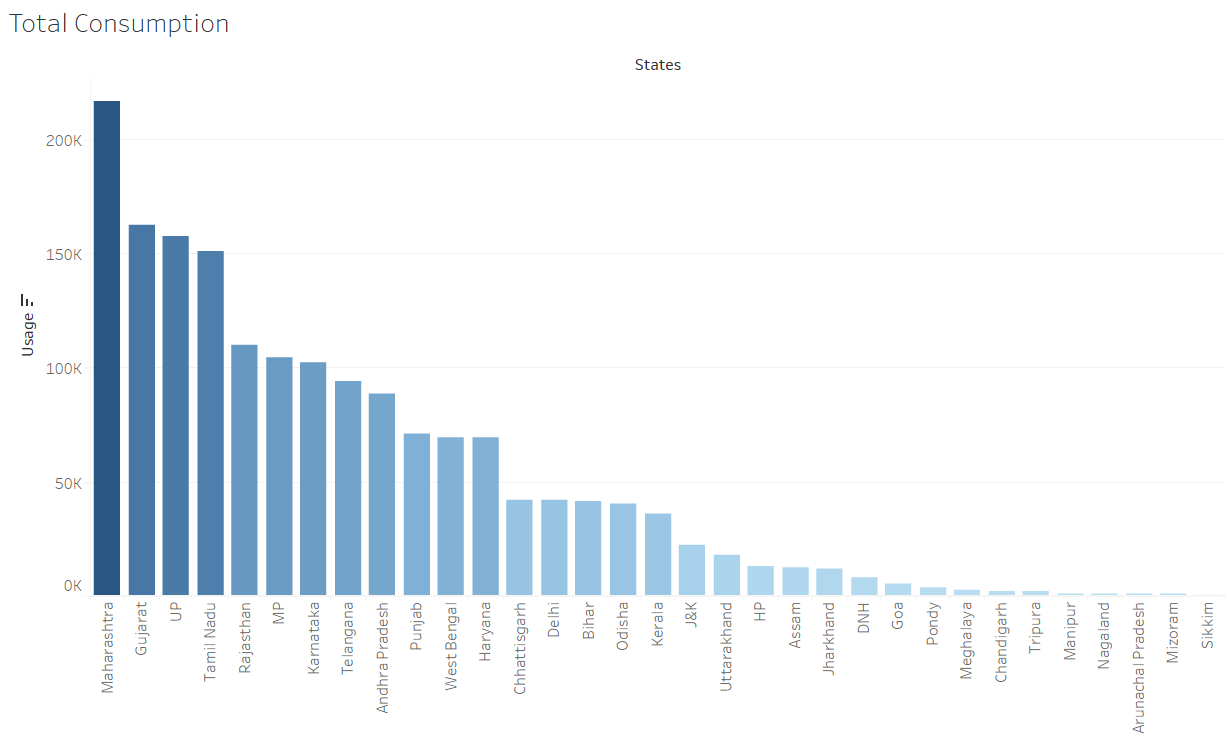 Total Consumption
States
200K
150K
100K
50K
0K
Usage
Maharashtra
Gujarat
UP
Tamil Nadu
Rajasthan
MP
Karnataka
Telangana
Andhra Pradesh
Punjab
West Bengal
Haryana
Chhattisgarh
Delhi
Bihar
Odisha
Kerala
J&K
Uttarakhand
HP
Assam
Jharkhand
DNH
Goa
Pondy
Meghalaya
Chandigarh
Tripura
Manipur
Nagaland
Arunachal Pradesh
Mizoram
Sikkim